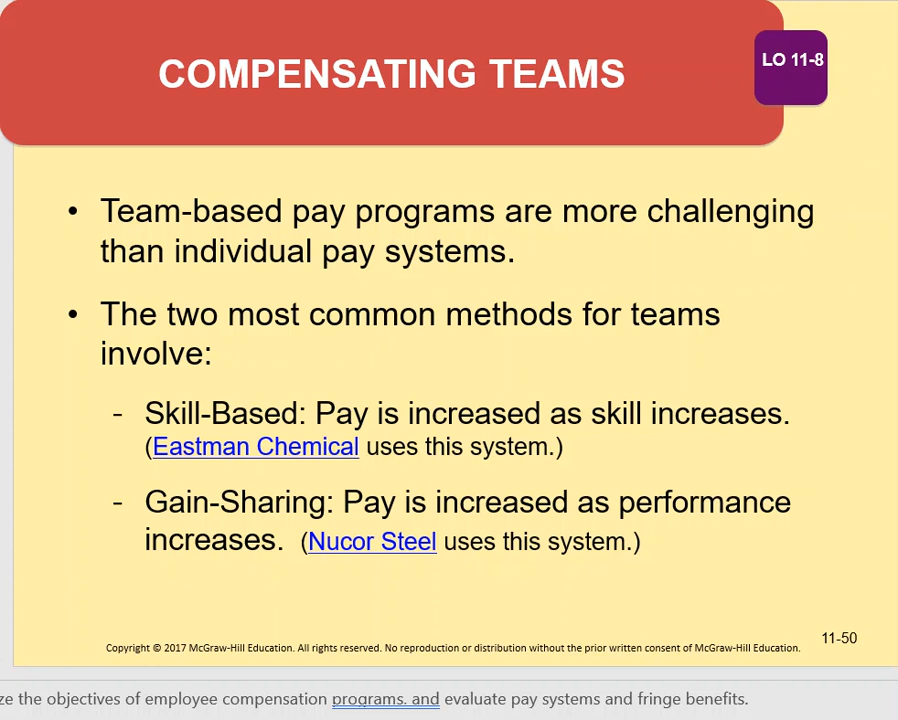 COMPENSATING TEAMS
LO 11-8
• Team-based pay programs are more challenging
than individual pay systems.
• The two most common methods for teams
involve:
- Skill-Based: Pay is increased as skill increases.
(Eastman Chemical uses this system.)
- Gain-Sharing: Pay is increased as performance
increases. (Nucor Steel uses this system.)
11-50
Copyright © 2017 McGraw-Hill Education. All rights reserved. No reproduction or distribution without the prior written consent of McGraw-Hill Education.
ze the objectives of employee compensation programs. and evaluate pay systems and fringe benefits.